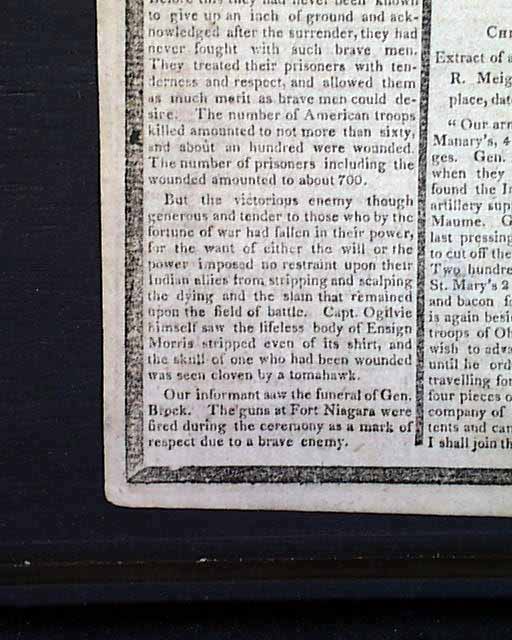 Before this they had never been known
to give up an inch of ground and ack-
nowledged after the surrender, they had
never fought with such brave men.
They treated their prisoners with ten-
derness and respect, and allowed them
as much merit as brave men could de-
sire. The number of American troops
killed amounted to not more than sixty,
and about an hundred were wounded.
The number of prisoners including the
wounded amounted to about 700.
But the victorious enemy though
generous and tender to those who by the
fortune of war had fallen in their power,
for the want of either the will or the
power imposed no restraint upon their
Indian allies from stripping and scalping
the dying and the slain that remained
upon the field of battle. Capt. Ogilvie
himself saw the lifeless body of Ensign
Morris stripped even of its shirt, and
the skull of one who had been wounded
was seen cloven by a tomahawk.
Our informant saw the funeral of Gen.
Brock. The guns at Fort Niagara were
fired during the ceremony as a mark of
respect due to a brave enemy.
Extract of a
R. Meig
place, dat
"Our arm
Manary's, 4
ges. Gen.
when they
found the In
artillery sup
Maume. G
last pressing
to cut off the
Two hundre
St. Mary's 2
and bacon fo
is again besi
troops of Oh
wish to adva
until he ord
travelling for
four pieces o
company of
tents and can
I shall join th